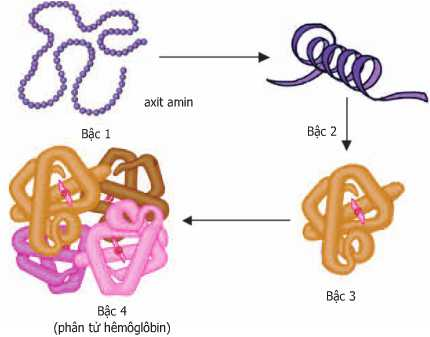 axit amin
Bậc 1
Bậc 2
Bậc 3
Bậc 4
(phân tử hêmôglôbin)